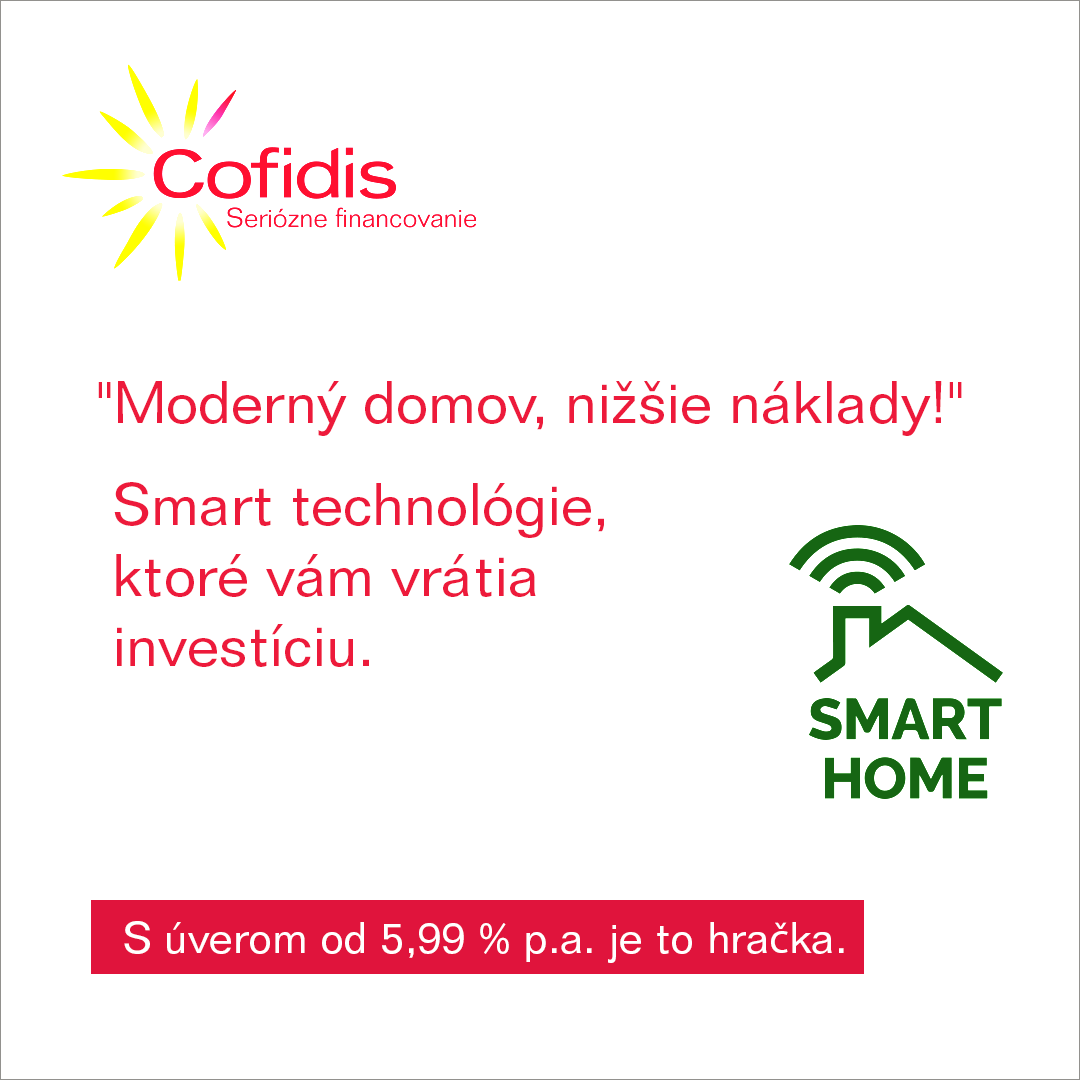 Cofidis
Seriózne financovanie
"Moderný domov, nižšie náklady!"
Smart technológie,
ktoré vám vrátia
investíciu.
SMART
HOME
S úverom od 5,99 % p.a. je to hračka.